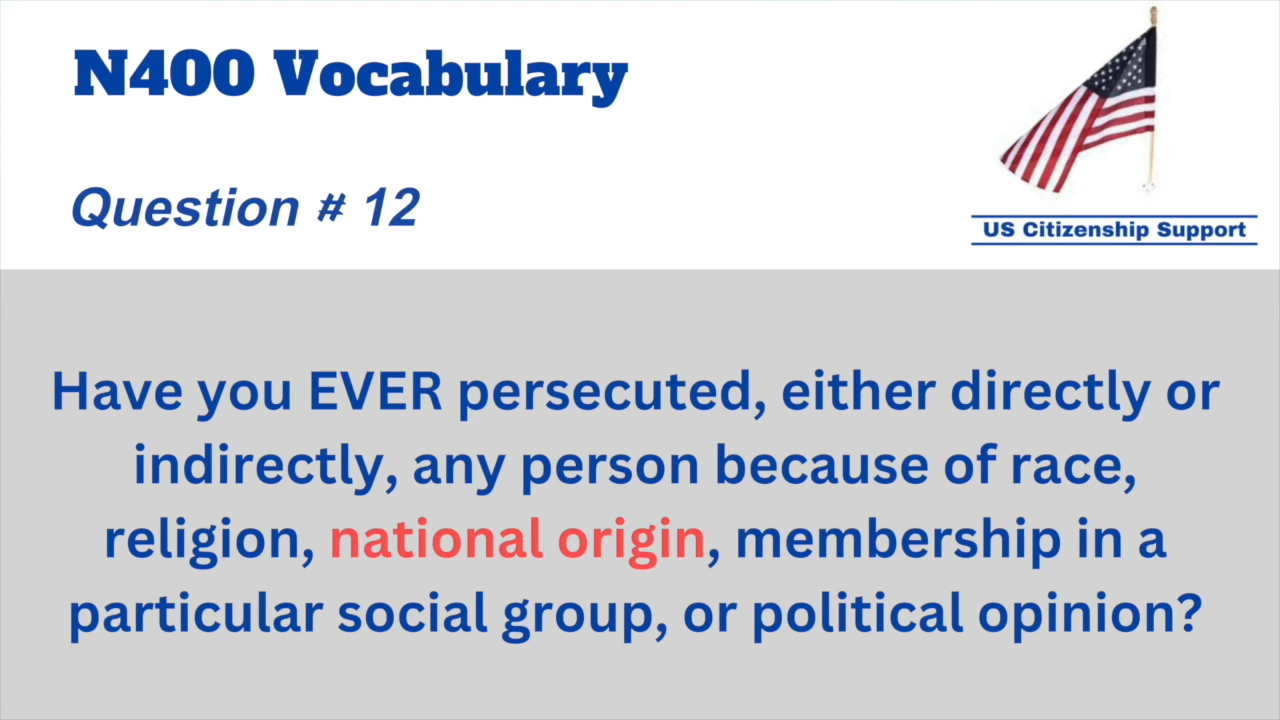 N400 Vocabulary
Question # 12
US Citizenship Support
Have you EVER persecuted, either directly or
indirectly, any person because of race,
religion, national origin, membership in a
particular social group, or political opinion?